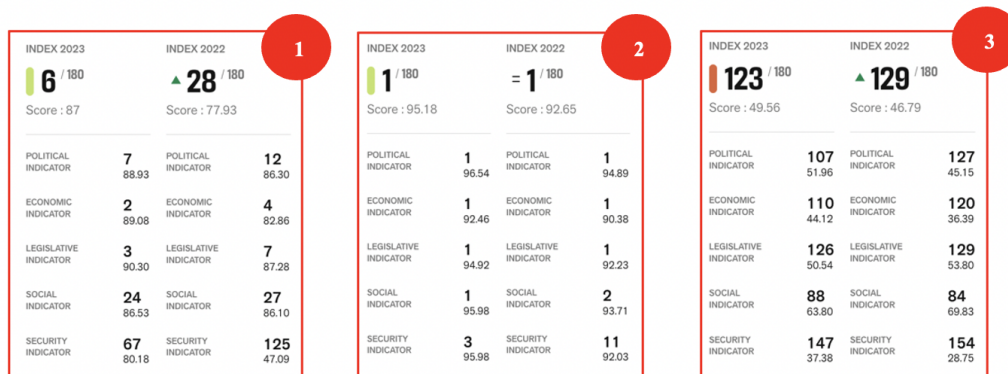 1
INDEX 2023 INDEX 2022
6 / 180 ▲ 28 / 180
Score : 87 Score : 77.93
POLITICAL INDICATOR 7 POLITICAL INDICATOR 12
88.93 86.30
ECONOMIC INDICATOR 2 ECONOMIC INDICATOR 4
89.08 82.86
LEGISLATIVE INDICATOR 3 LEGISLATIVE INDICATOR 7
90.30 87.28
SOCIAL INDICATOR 24 SOCIAL INDICATOR 27
86.53 86.10
SECURITY INDICATOR 67 SECURITY INDICATOR 125
80.18 47.09
2
INDEX 2023 INDEX 2022
1 / 180 = 1 / 180
Score : 95.18 Score : 92.65
POLITICAL INDICATOR 1 POLITICAL INDICATOR 1
96.54 94.89
ECONOMIC INDICATOR 1 ECONOMIC INDICATOR 1
92.46 90.38
LEGISLATIVE INDICATOR 1 LEGISLATIVE INDICATOR 1
94.92 92.23
SOCIAL INDICATOR 1 SOCIAL INDICATOR 2
95.98 93.71
SECURITY INDICATOR 3 SECURITY INDICATOR 11
95.98 92.03
3
INDEX 2023 INDEX 2022
123 / 180 ▲ 129 / 180
Score : 49.56 Score : 46.79
POLITICAL INDICATOR 107 POLITICAL INDICATOR 127
51.96 45.15
ECONOMIC INDICATOR 110 ECONOMIC INDICATOR 120
44.12 36.39
LEGISLATIVE INDICATOR 126 LEGISLATIVE INDICATOR 129
50.54 53.80
SOCIAL INDICATOR 88 SOCIAL INDICATOR 84
63.80 69.83
SECURITY INDICATOR 147 SECURITY INDICATOR 154
37.38 28.75